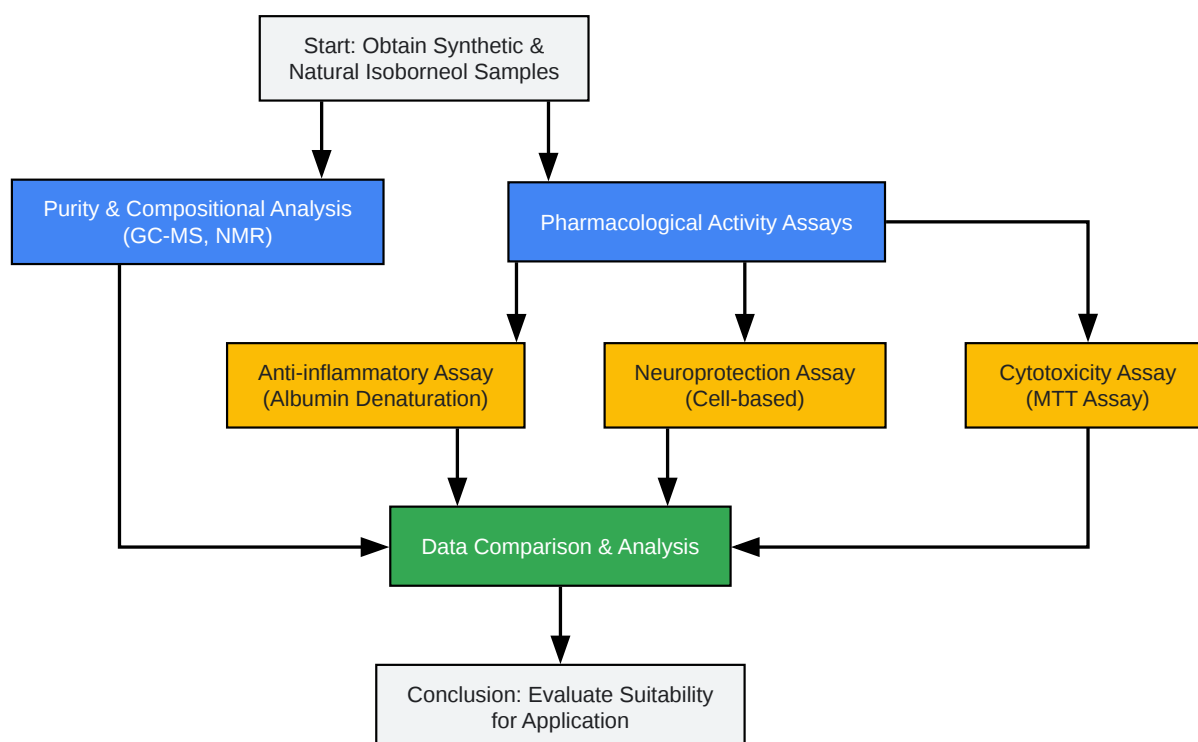 Start: Obtain Synthetic &
Natural Isoborneol Samples
Purity & Compositional Analysis
(GC-MS, NMR)
Pharmacological Activity Assays
Anti-inflammatory Assay
(Albumin Denaturation)
Neuroprotection Assay
(Cell-based)
Cytotoxicity Assay
(MTT Assay)
Data Comparison & Analysis
Conclusion: Evaluate Suitability
for Application